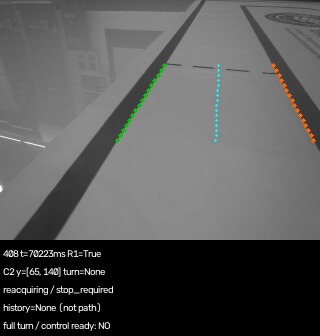 408 t=70223ms R1=True
C2 y=[65, 140] turn=None
reacquiring / stop_required
history=None (not path)
full turn / control ready: NO